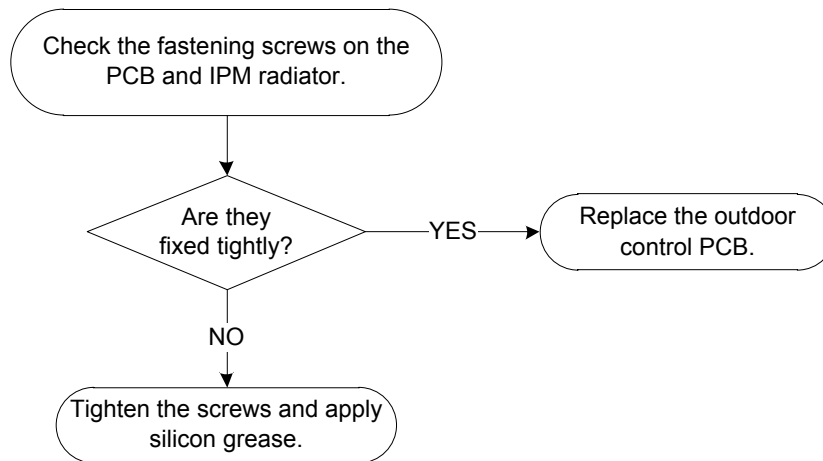 Check the fastening screws on the
PCB and IPM radiator.
Are they
fixed tightly?
YES
Replace the outdoor
control PCB.
NO
Tighten the screws and apply
silicon grease.